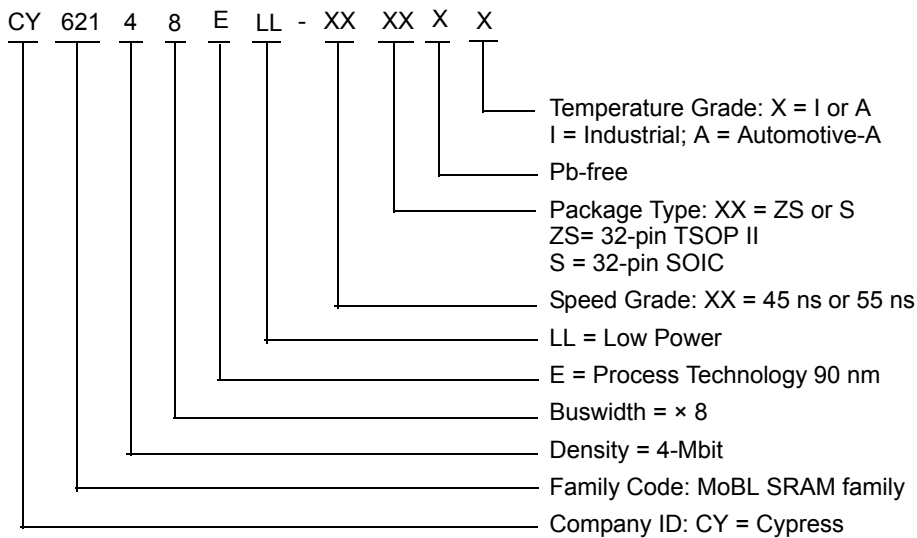 CY 621 4 8 E LL - XX XX X X
Temperature Grade: X = I or A
I = Industrial; A = Automotive-A
Pb-free
Package Type: XX = ZS or S
ZS= 32-pin TSOP II
S = 32-pin SOIC
Speed Grade: XX = 45 ns or 55 ns
LL = Low Power
E = Process Technology 90 nm
Buswidth = × 8
Density = 4-Mbit
Family Code: MoBL SRAM family
Company ID: CY = Cypress